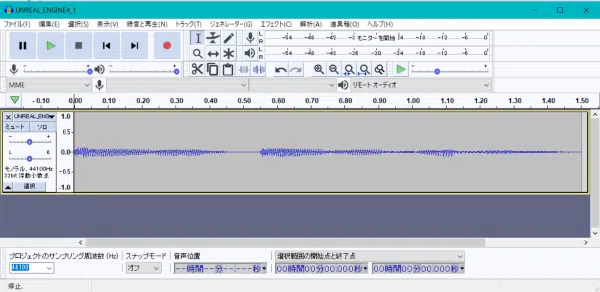 UNREAL_ENGINE4_1
ファイル(F) 編集(E) 選択(S) 表示(V) 録音と再生(N) トラック(T) ジェネレーター(G) エフェクト(C) 解析(A) 道具箱(O) ヘルプ(H)
L R -54 -48 -42 モニターを開始 -18 -12 -6 0
L R -54 -48 -42 -36 -30 -24 -18 -12 -6 0
MME リモート オーディオ
-0.10 0.00 0.10 0.20 0.30 0.40 0.50 0.60 0.70 0.80 0.90 1.00 1.10 1.20 1.30 1.40 1.50
× UNREAL_ENG▼ 1.0
ミュート ソロ
- + 0.5
L R 0.0
モノラル, 44100Hz
32bit 浮動小数点 -0.5
選択 -1.0
プロジェクトのサンプリング周波数 (Hz) スナップモード 音声位置 選択範囲の開始点と終了点
44100 オフ --時間--分--.---秒 00時間00分00.000秒 00時間00分00.000秒
停止.